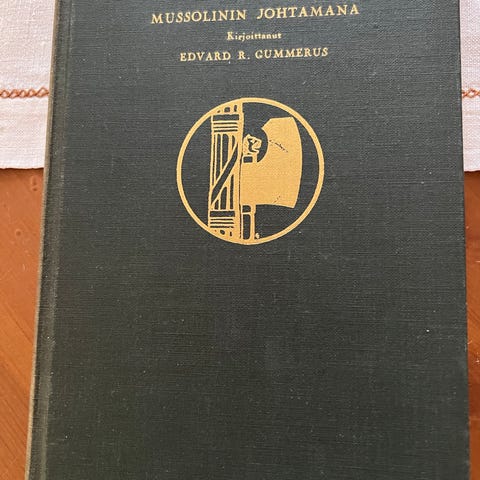 MUSSOLININ JOHTAMANA
Kirjoittanut
EDVARD R. GUMMERUS